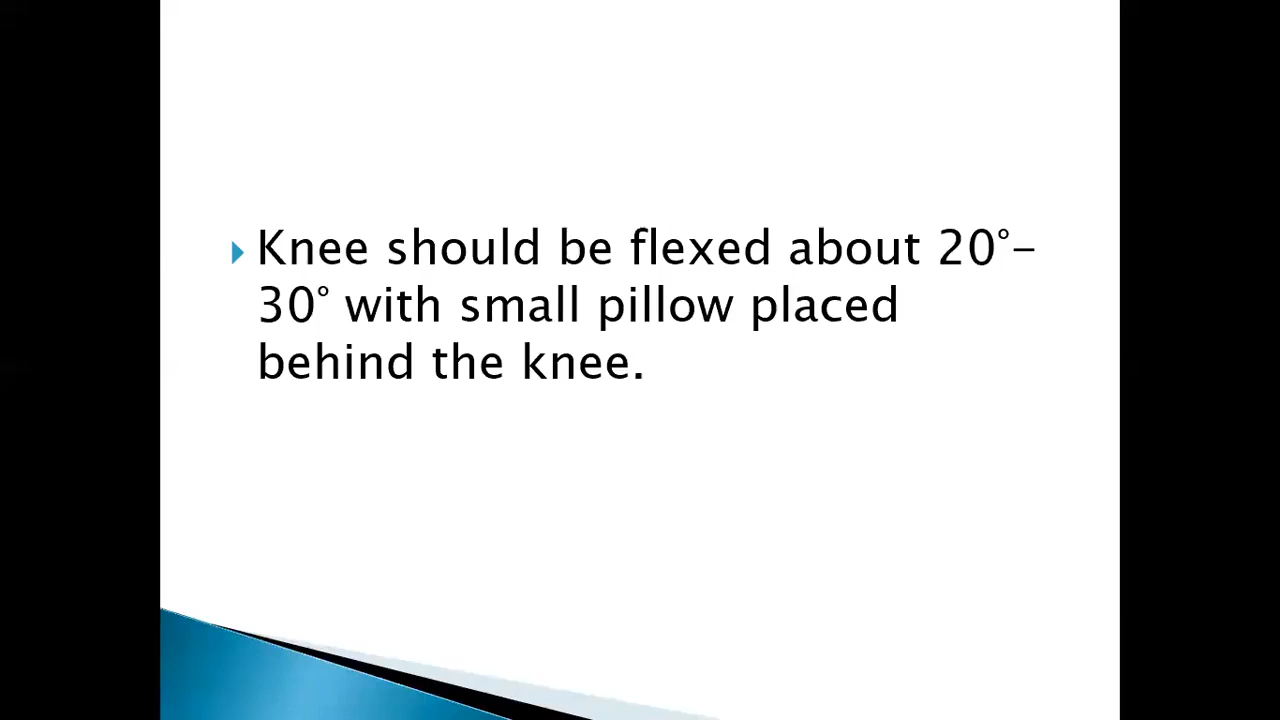 Knee should be flexed about 20°-
30° with small pillow placed
behind the knee.